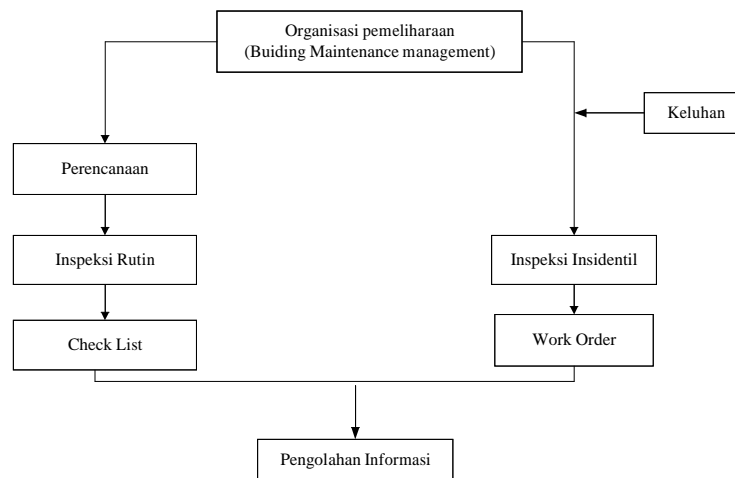 Organisasi pemeliharaan
(Buiding Maintenance management)
Keluhan
Perencanaan
Inspeksi Rutin
Inspeksi Insidentil
Check List
Work Order
Pengolahan Informasi